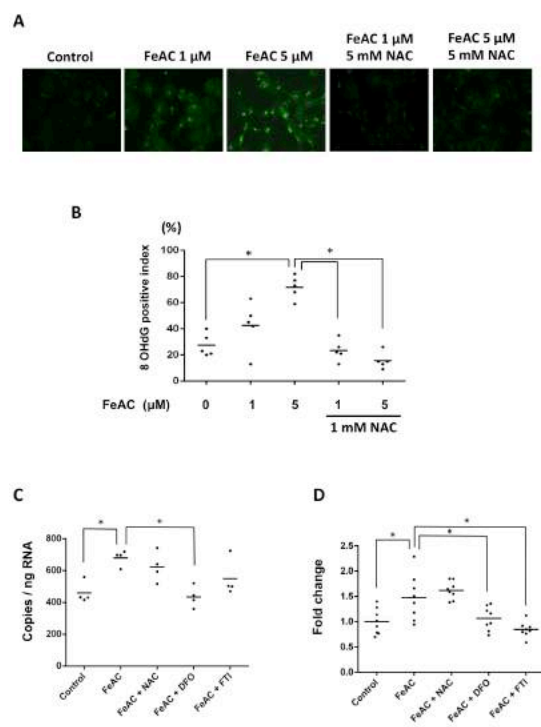 A
Control
FeAC 1 µM
FeAC 5 µM
FeAC 1 µM
5 mM NAC
FeAC 5 µM
5 mM NAC
B
(%)
8 OHdG positive index
100
80
60
40
20
0
* *
FeAC (µM)
0 1 5 1 5
1 mM NAC
C
Copies / ng RNA
800
600
400
200
0
* *
Control
FeAC
FeAC + NAC
FeAC + DFO
FeAC + FTI
D
Fold change
2.5
2.0
1.5
1.0
0.5
0.0
* * *
Control
FeAC
FeAC + NAC
FeAC + DFO
FeAC + FTI